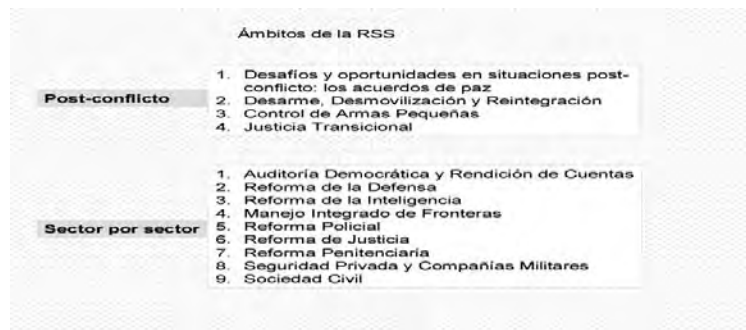 Ámbitos de la RSS
Post-conflicto
1. Desafíos y oportunidades en situaciones post-
conflicto: los acuerdos de paz
2. Desarme, Desmovilización y Reintegración
3. Control de Armas Pequeñas
4. Justicia Transicional
Sector por sector
1. Auditoría Democrática y Rendición de Cuentas
2. Reforma de la Defensa
3. Reforma de la Inteligencia
4. Manejo Integrado de Fronteras
5. Reforma Policial
6. Reforma de Justicia
7. Reforma Penitenciaría
8. Seguridad Privada y Compañías Militares
9. Sociedad Civil